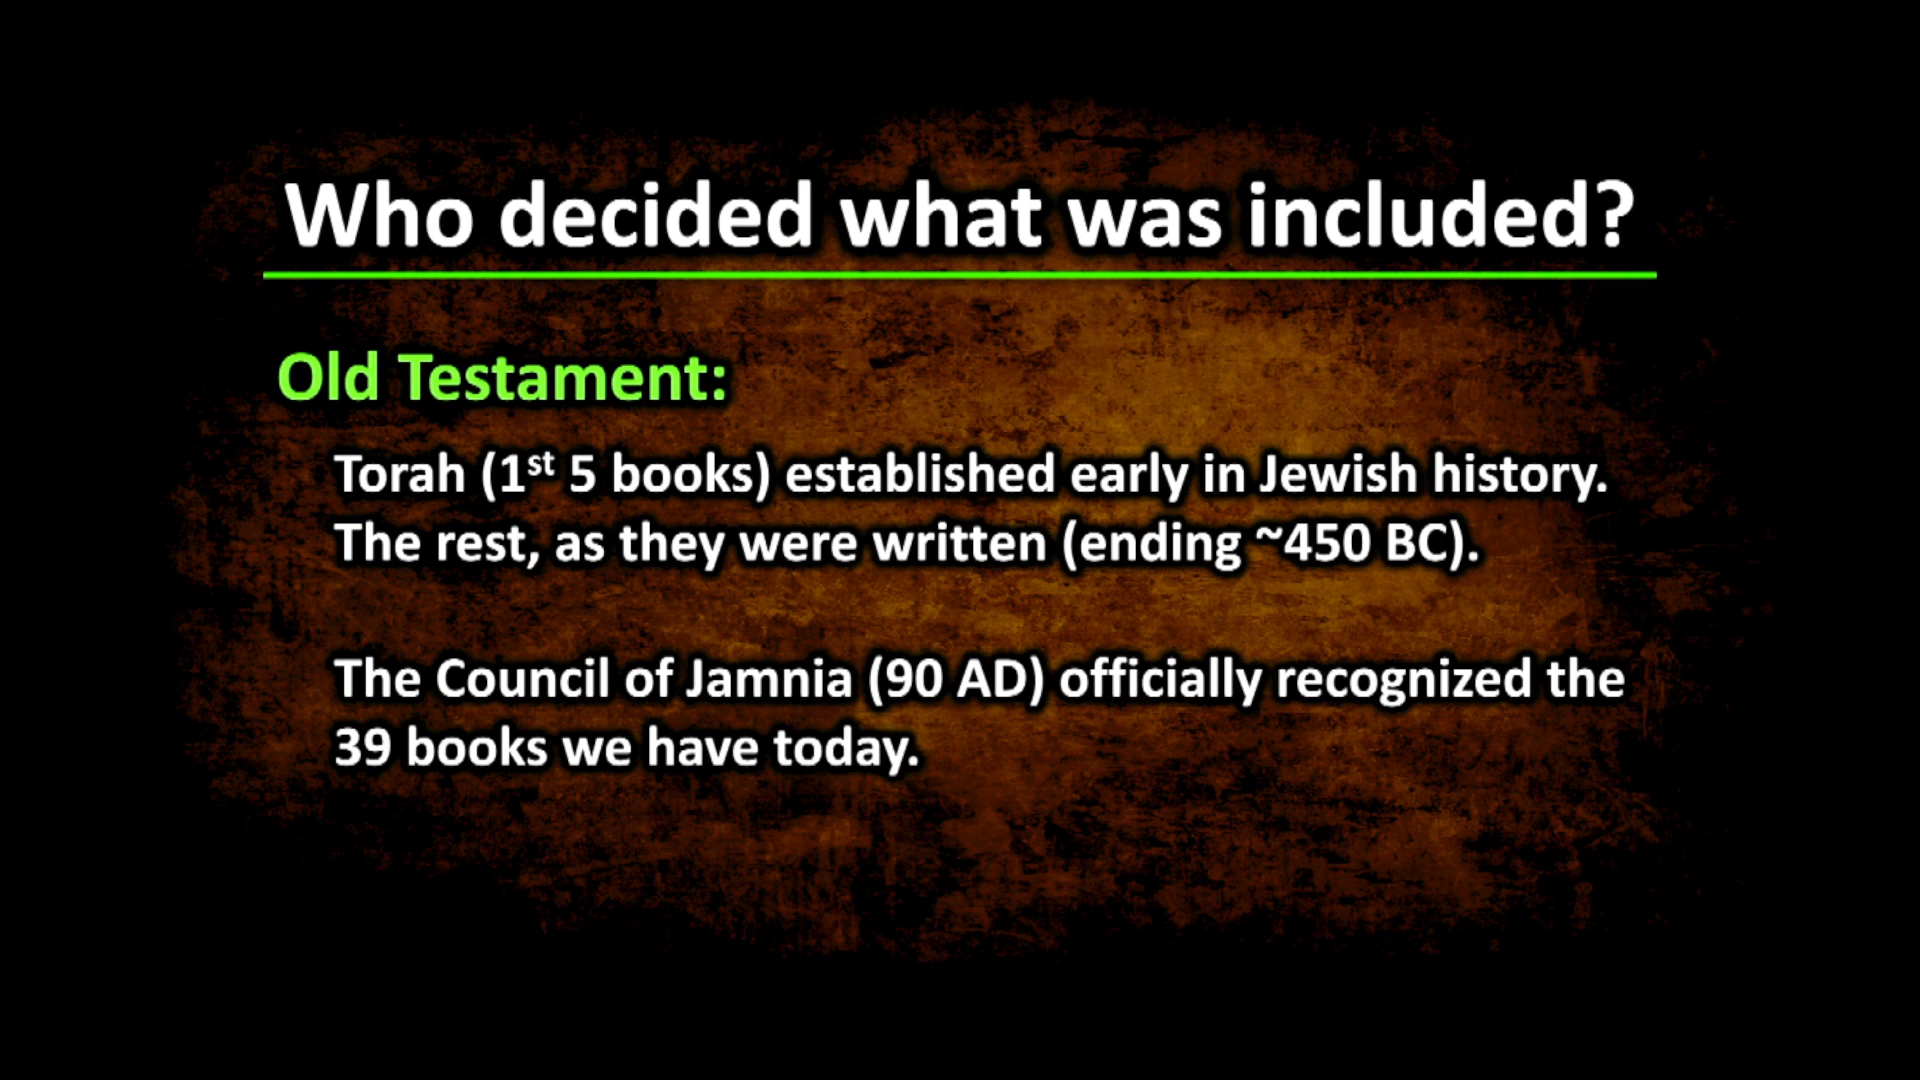 Who decided what was included?
Old Testament:
Torah (1st 5 books) established early in Jewish history.
The rest, as they were written (ending ~450 BC).
The Council of Jamnia (90 AD) officially recognized the
39 books we have today.